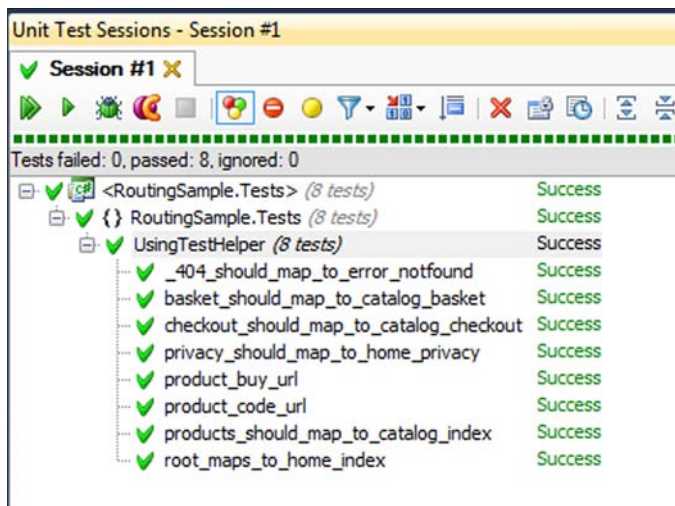 Unit Test Sessions - Session #1
Session #1
Tests failed: 0, passed: 8, ignored: 0
<RoutingSample.Tests> (8 tests) Success
{} RoutingSample.Tests (8 tests) Success
UsingTestHelper (8 tests) Success
_404_should_map_to_error_notfound Success
basket_should_map_to_catalog_basket Success
checkout_should_map_to_catalog_checkout Success
privacy_should_map_to_home_privacy Success
product_buy_url Success
product_code_url Success
products_should_map_to_catalog_index Success
root_maps_to_home_index Success